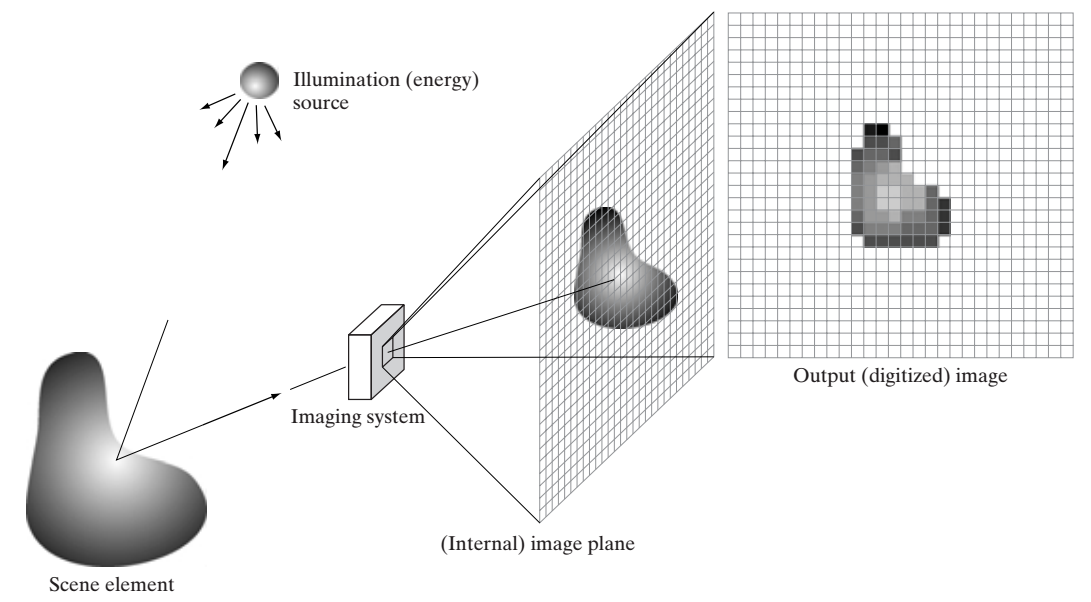 Illumination (energy)
source
Output (digitized) image
Imaging system
(Internal) image plane
Scene element